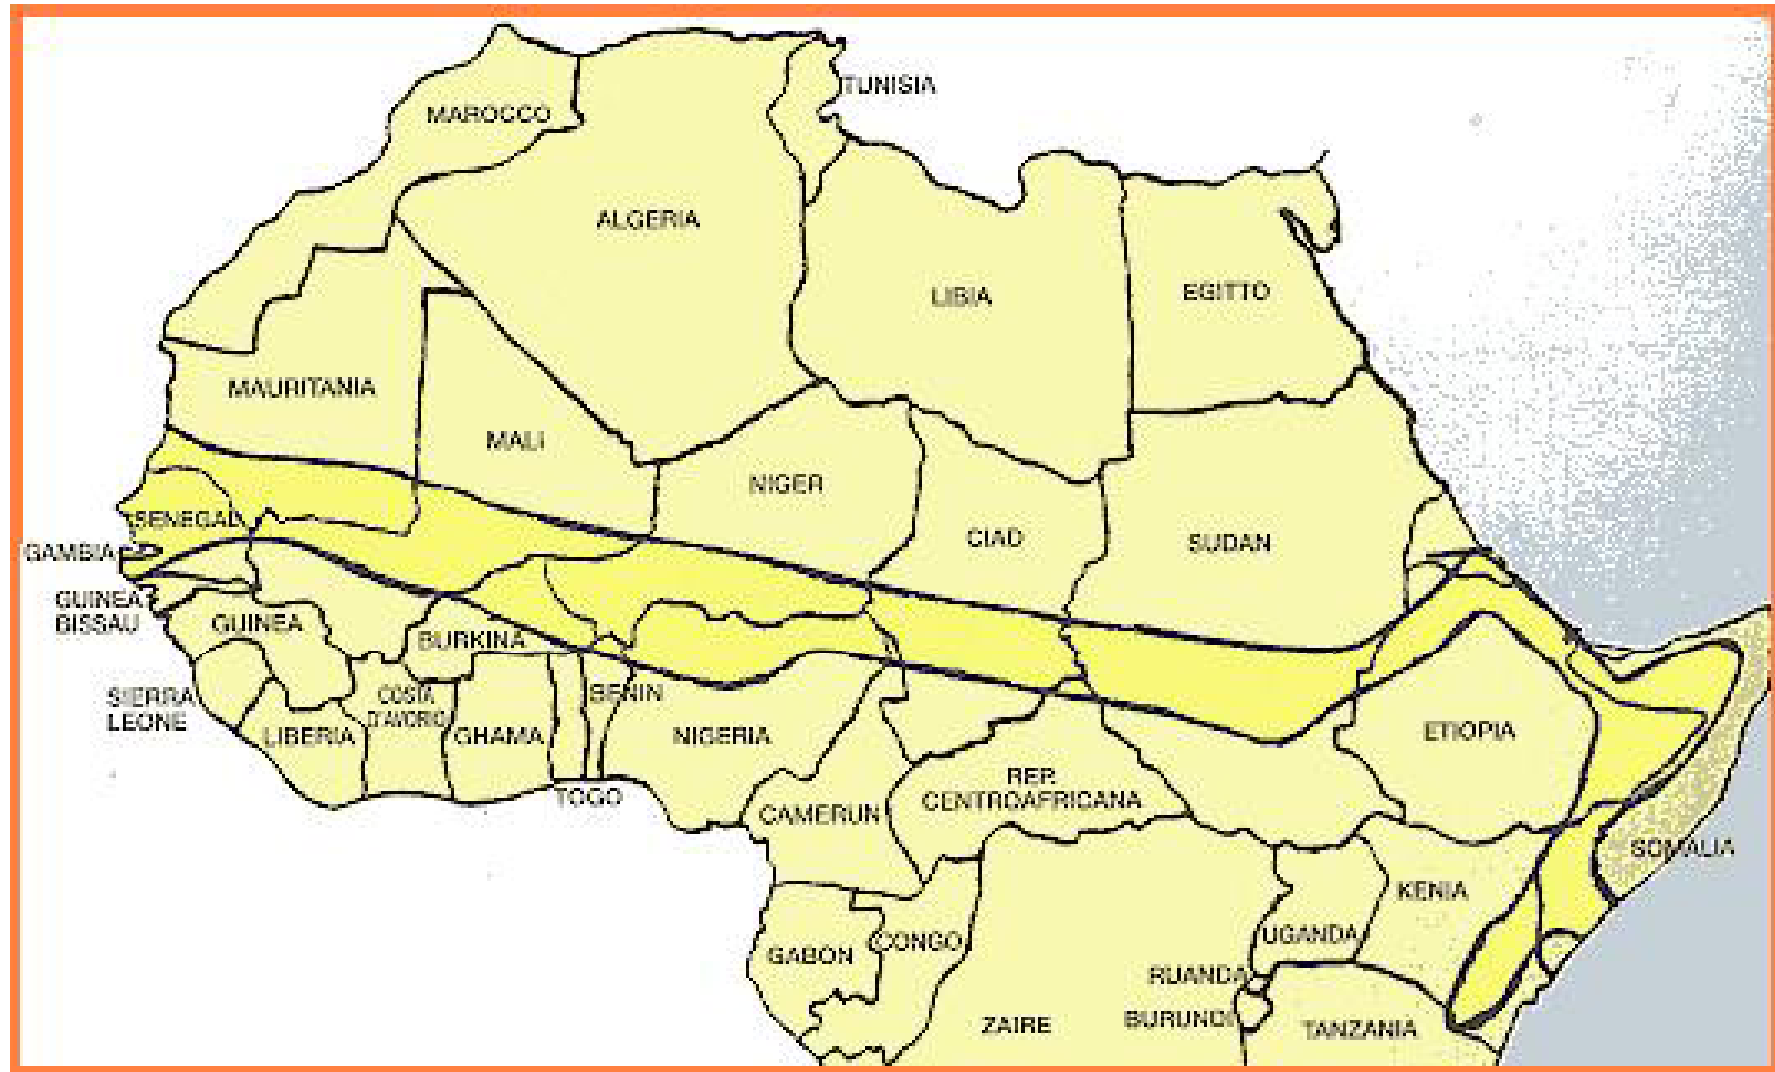 TUNISIA
MAROCCO
ALGERIA
LIBIA
EGITTO
MAURITANIA
MALI
NIGER
CIAD
SUDAN
SENEGAL
GAMBIA
GUINEA
BISSAU
GUINEA
BURKINA
SIERRA
LEONE
LIBERIA
COSTA
D'AVORIO
GHAMA
BENIN
TOGO
NIGERIA
ETIOPIA
CAMERUN
REP.
CENTROAFRICANA
SOMALIA
KENIA
UGANDA
GABON
CONGO
RUANDA
BURUNDI
ZAIRE
TANZANIA